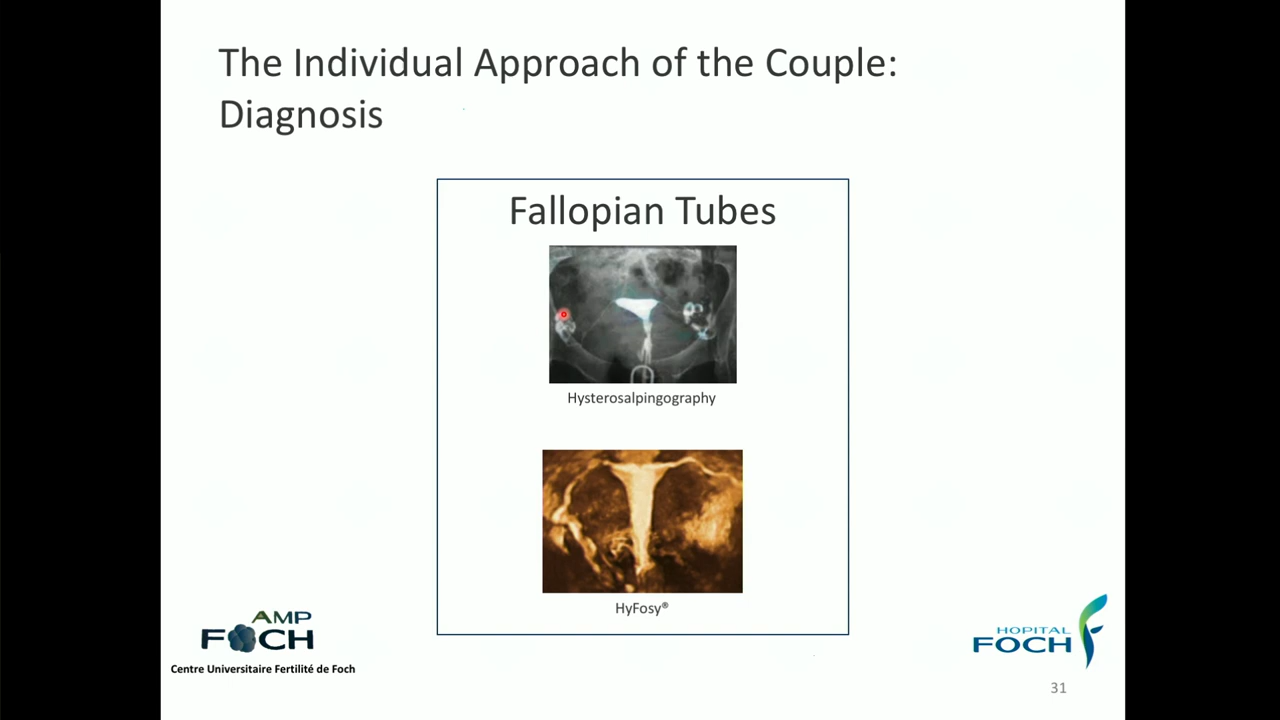 The Individual Approach of the Couple:
Diagnosis
Fallopian Tubes
Hysterosalpingography
HyFosy®
AMP
FOCH
Centre Universitaire Fertilité de Foch
HOPITAL
FOCH
31